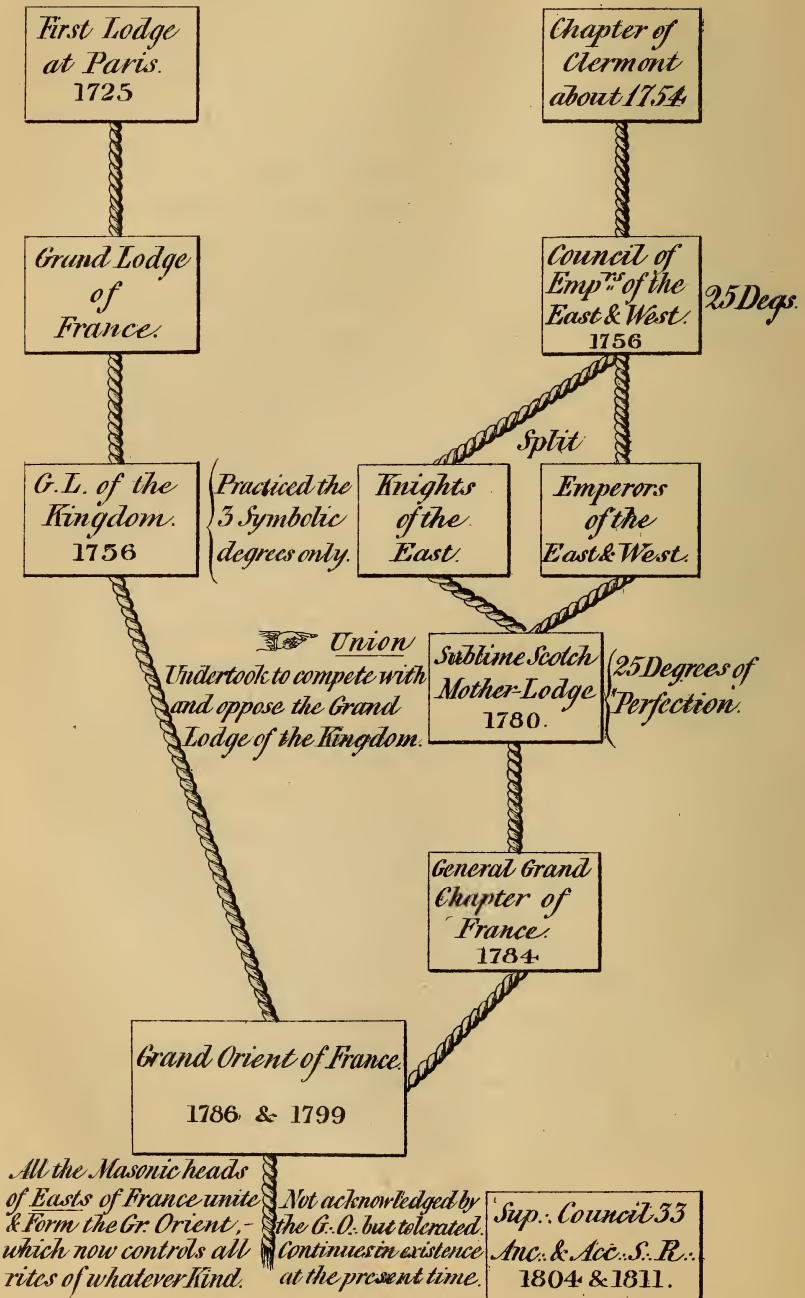 First Lodge
at Paris.
1725
Chapter of
Clermont
about 1754
Grand Lodge
of
France.
Council of
Emp.rs of the
East & West.
1756
25 Degs.
Split
G.L. of the
Kingdom.
1756
Practiced the
3 Symbolic
degrees only.
Knights
of the
East.
Emperors
of the
East & West.
Union
Undertook to compete with
and oppose the Grand
Lodge of the Kingdom.
Sublime Scotch
Mother-Lodge
1780.
25 Degrees of
Perfection.
General Grand
Chapter of
France.
1784
Grand Orient of France.
1786 & 1799
All the Masonic heads
of Easts of France unite
& Form the Gr. Orient,-
which now controls all
rites of whatever Kind.
Not acknowledged by
the G.·.O.·. but tolerated.
Continues in existence
at the present time.
Sup.·. Council 33
Anc.·. & Acc.·. S.·. R.·.
1804 & 1811.